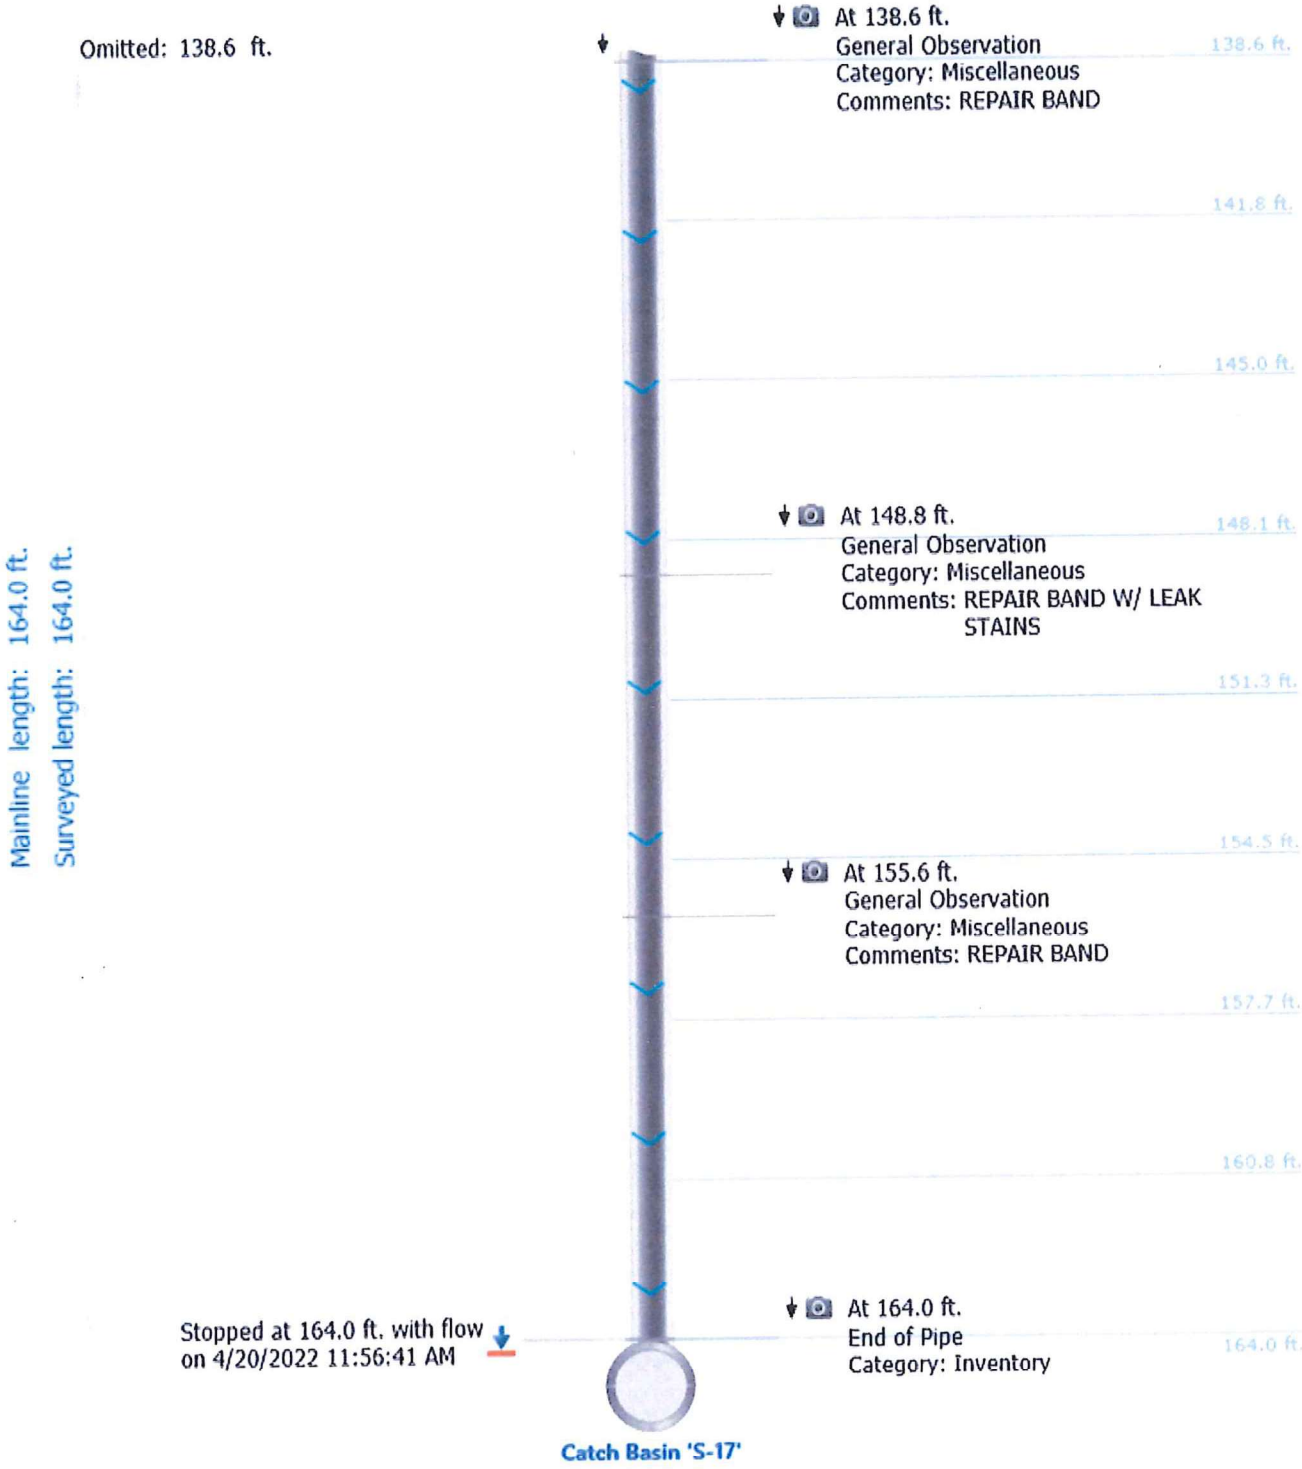 Omitted: 138.6 ft.
At 138.6 ft.
General Observation
Category: Miscellaneous
Comments: REPAIR BAND
138.6 ft.
141.8 ft.
145.0 ft.
At 148.8 ft.
General Observation
Category: Miscellaneous
Comments: REPAIR BAND W/ LEAK
STAINS
148.1 ft.
151.3 ft.
Mainline length: 164.0 ft.
Surveyed length: 164.0 ft.
154.5 ft.
At 155.6 ft.
General Observation
Category: Miscellaneous
Comments: REPAIR BAND
157.7 ft.
160.8 ft.
Stopped at 164.0 ft. with flow
on 4/20/2022 11:56:41 AM
At 164.0 ft.
End of Pipe
Category: Inventory
164.0 ft.
Catch Basin 'S-17'